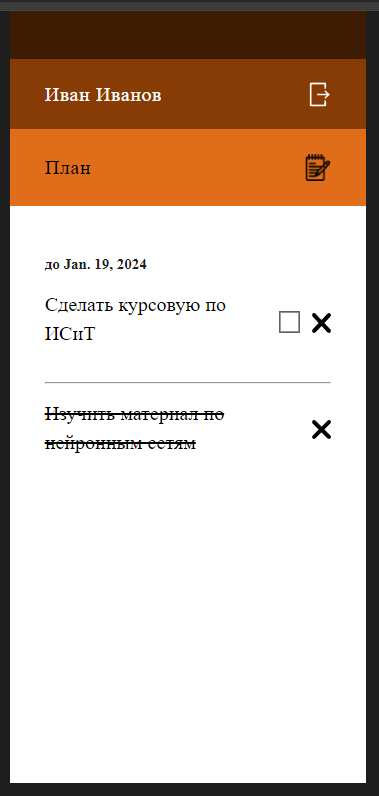 Иван Иванов
План
до Jan. 19, 2024
Сделать курсовую по
ИСиТ
Изучить материал по
нейронным сетям